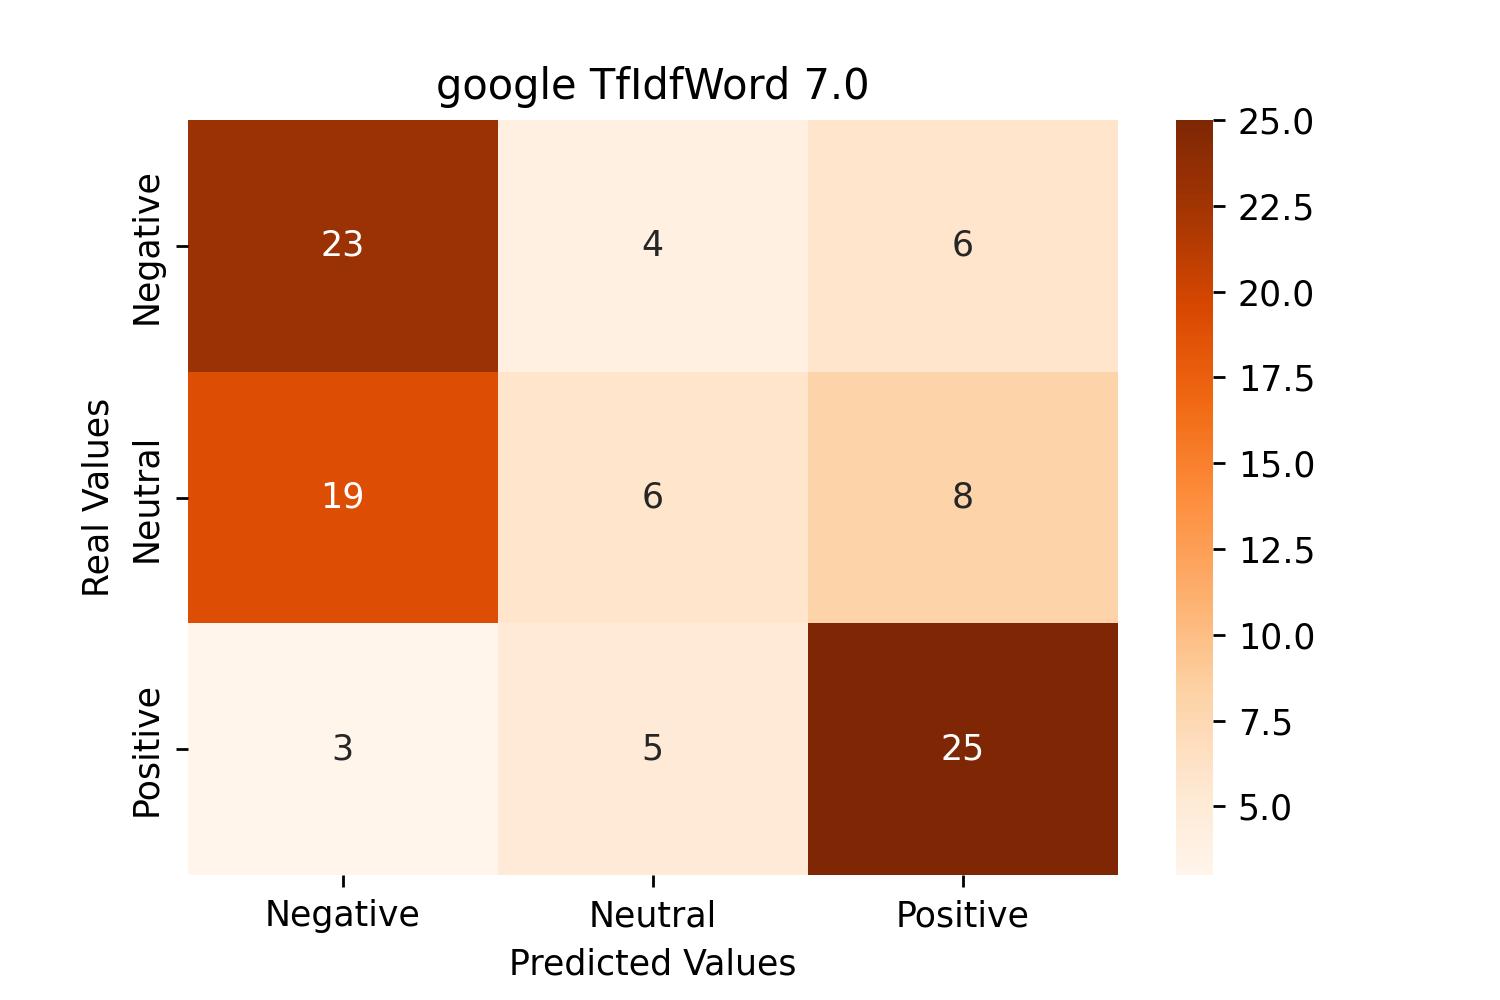 google TfIdfWord 7.0
Real Values
Negative
23 4 6
Neutral
19 6 8
Positive
3 5 25
Negative Neutral Positive
Predicted Values
25.0
22.5
20.0
17.5
15.0
12.5
10.0
7.5
5.0